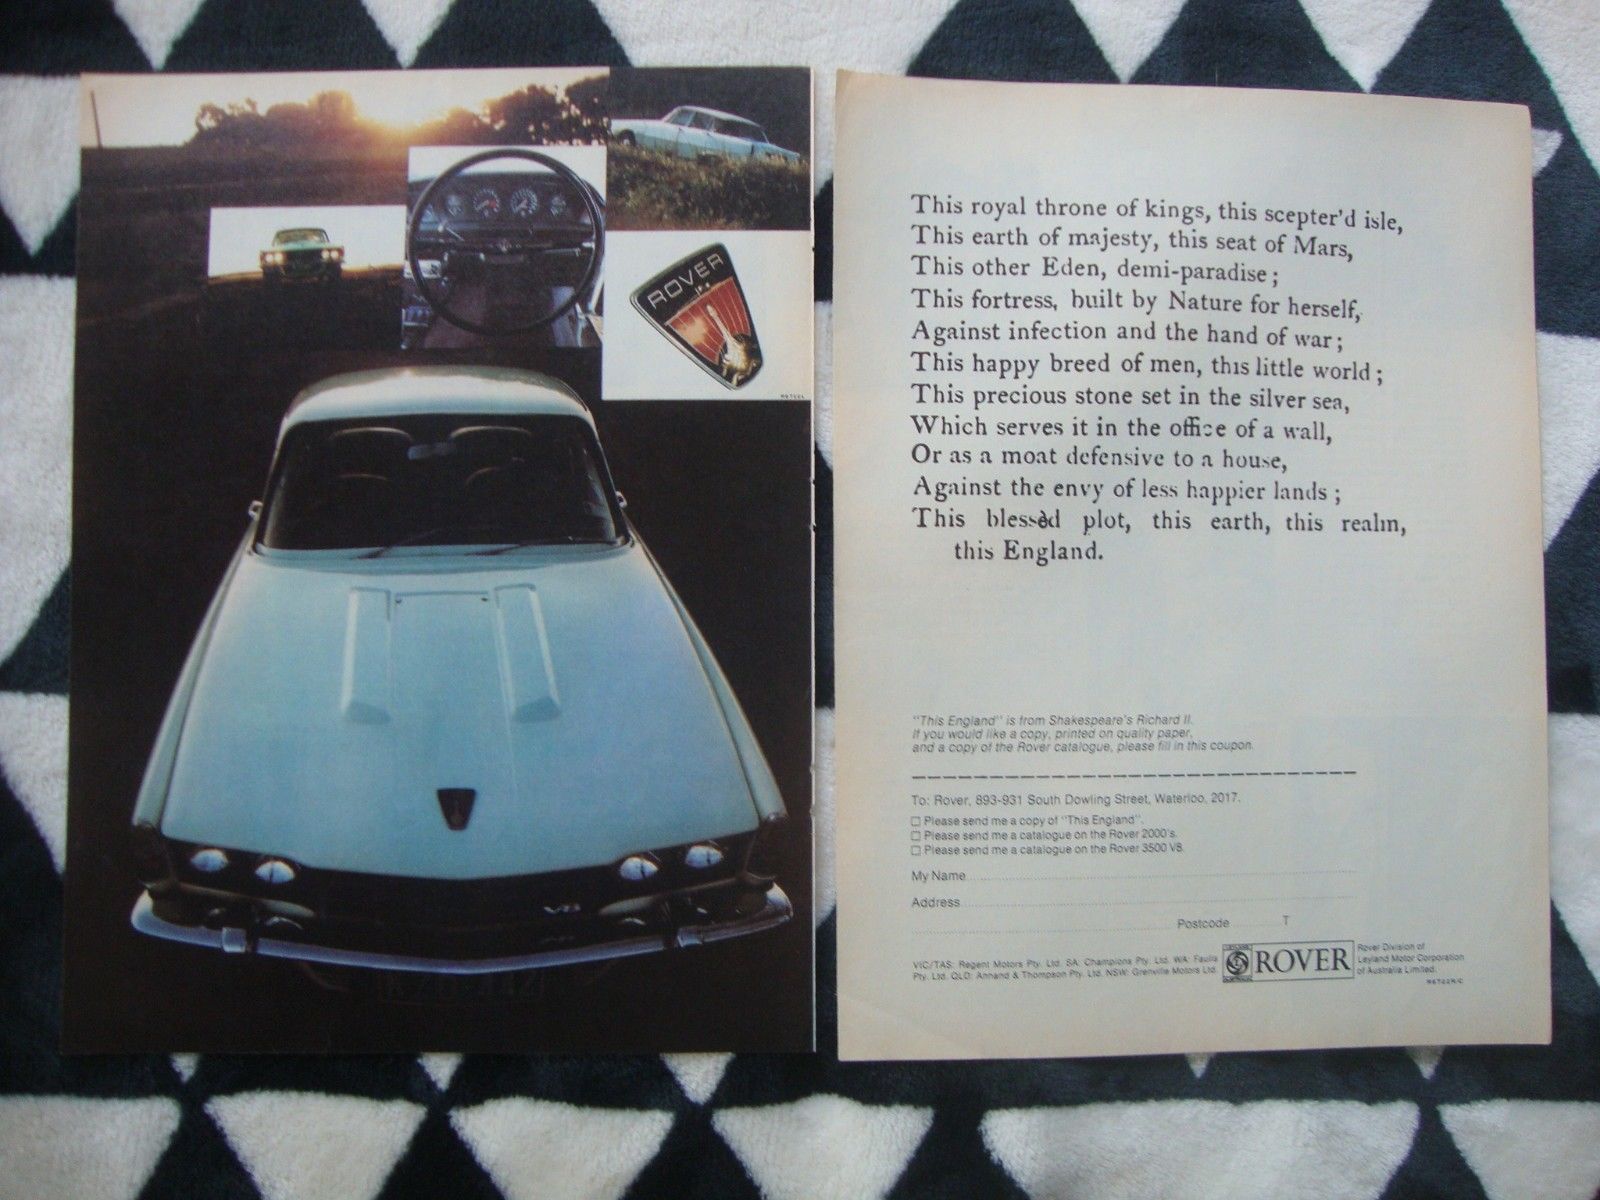 ROVER
V8
This royal throne of kings, this scepter'd isle,
This earth of majesty, this seat of Mars,
This other Eden, demi-paradise;
This fortress, built by Nature for herself,
Against infection and the hand of war;
This happy breed of men, this little world;
This precious stone set in the silver sea,
Which serves it in the office of a wall,
Or as a moat defensive to a house,
Against the envy of less happier lands;
This blessèd plot, this earth, this realm,
this England.
"This England" is from Shakespeare's Richard II.
If you would like a copy, printed on quality paper,
and a copy of the Rover catalogue, please fill in this coupon.
To: Rover, 893-931 South Dowling Street, Waterloo, 2017.
Please send me a copy of "This England".
Please send me a catalogue on the Rover 2000's.
Please send me a catalogue on the Rover 3500 V8.
My Name
Address
Postcode T
VIC/TAS: Regent Motors Pty. Ltd. SA: Champions Pty. Ltd. WA: Faulls
Pty. Ltd. QLD: Annand & Thompson Pty. Ltd. NSW: Grenville Motors Ltd.
ROVER
Rover Division of
Leyland Motor Corporation
of Australia Limited.